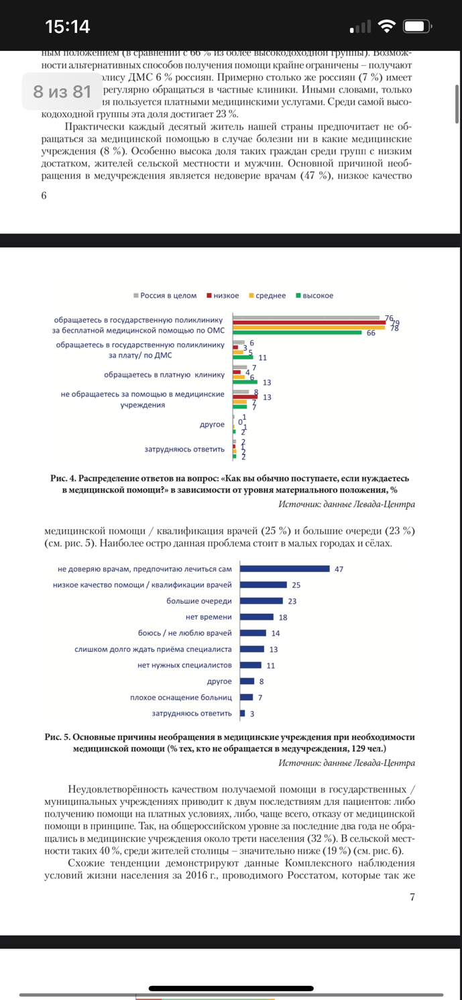 15:14
ным положением (в сравнении с 66 % из более высокодоходной группы). Возмож-
ности альтернативных способов получения помощи крайне ограничены – получают
олису ДМС 6 % россиян. Примерно столько же россиян (7 %) имеет
8 из 81
регулярно обращаться в частные клиники. Иными словами, только
ия пользуется платными медицинскими услугами. Среди самой высо-
кодоходной группы эта доля достигает 23 %.
Практически каждый десятый житель нашей страны предпочитает не об-
ращаться за медицинской помощью в случае болезни ни в какие медицинские
учреждения (8 %). Особенно высока доля таких граждан среди групп с низким
достатком, жителей сельской местности и мужчин. Основной причиной необ-
ращения в медучреждения является недоверие врачам (47 %), низкое качество
6
Россия в целом низкое среднее высокое
обращаетесь в государственную поликлинику
за бесплатной медицинской помощью по ОМС
76
79
78
66
обращаетесь в государственную поликлинику
за плату/ по ДМС
6
3
5
11
обращаетесь в платную клинику
7
4
6
13
не обращаетесь за помощью в медицинские
учреждения
8
13
7
7
другое
1
0
1
2
затрудняюсь ответить
2
1
2
2
Рис. 4. Распределение ответов на вопрос: «Как вы обычно поступаете, если нуждаетесь
в медицинской помощи?» в зависимости от уровня материального положения, %
Источник: данные Левада-Центра
медицинской помощи / квалификация врачей (25 %) и большие очереди (23 %)
(см. рис. 5). Наиболее остро данная проблема стоит в малых городах и сёлах.
не доверяю врачам, предпочитаю лечиться сам 47
низкое качество помощи / квалификации врачей 25
большие очереди 23
нет времени 18
боюсь / не люблю врачей 14
слишком долго ждать приёма специалиста 13
нет нужных специалистов 11
другое 8
плохое оснащение больниц 7
затрудняюсь ответить 3
Рис. 5. Основные причины необращения в медицинские учреждения при необходимости
медицинской помощи (% тех, кто не обращается в медучреждения, 129 чел.)
Источник: данные Левада-Центра
Неудовлетворённость качеством получаемой помощи в государственных /
муниципальных учреждениях приводит к двум последствиям для пациентов: либо
получению помощи на платных условиях, либо, чаще всего, отказу от медицинской
помощи в принципе. Так, на общероссийском уровне за последние два года не обра-
щались в медицинские учреждения около трети населения (32 %). В сельской мест-
ности таких 40 %, среди жителей столицы – значительно ниже (19 %) (см. рис. 6).
Схожие тенденции демонстрируют данные Комплексного наблюдения
условий жизни населения за 2016 г., проводимого Росстатом, которые так же
7